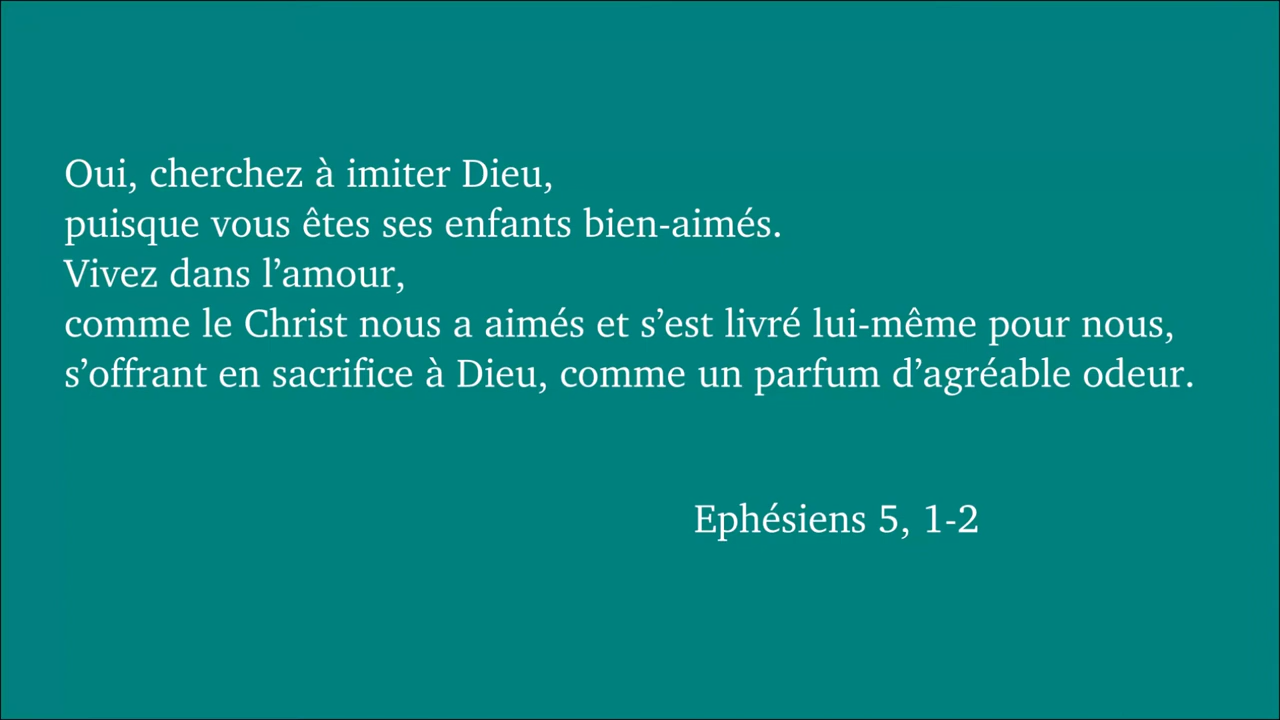 Oui, cherchez à imiter Dieu,
puisque vous êtes ses enfants bien-aimés.
Vivez dans l’amour,
comme le Christ nous a aimés et s’est livré lui-même pour nous,
s’offrant en sacrifice à Dieu, comme un parfum d’agréable odeur.
Ephésiens 5, 1-2